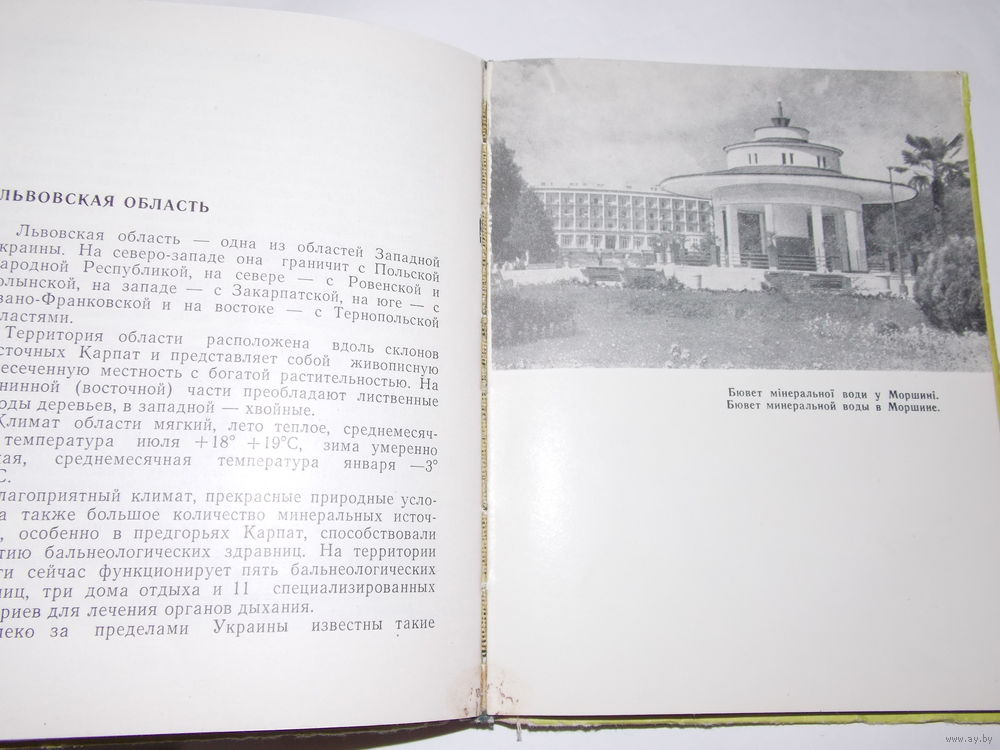 ЛЬВОВСКАЯ ОБЛАСТЬ
Львовская область — одна из областей Западной
краины. На северо-западе она граничит с Польской
ародной Республикой, на севере — с Ровенской и
олынской, на западе — с Закарпатской, на юге — с
вано-Франковской и на востоке — с Тернопольской
ластями.
Территория области расположена вдоль склонов
сточных Карпат и представляет собой живописную
есеченную местность с богатой растительностью. На
нинной (восточной) части преобладают лиственные
оды деревьев, в западной — хвойные.
Климат области мягкий, лето теплое, среднемесяч-
температура июля +18° +19°С, зима умеренно
ая, среднемесячная температура января —3°
С.
лагоприятный климат, прекрасные природные усло-
а также большое количество минеральных источ-
, особенно в предгорьях Карпат, способствовали
тию бальнеологических здравниц. На территории
ти сейчас функционирует пять бальнеологических
ниц, три дома отдыха и 11 специализированных
риев для лечения органов дыхания.
леко за пределами Украины известны такие
Бювет мінеральної води у Моршині.
Бювет минеральной воды в Моршине.
www.ay.by